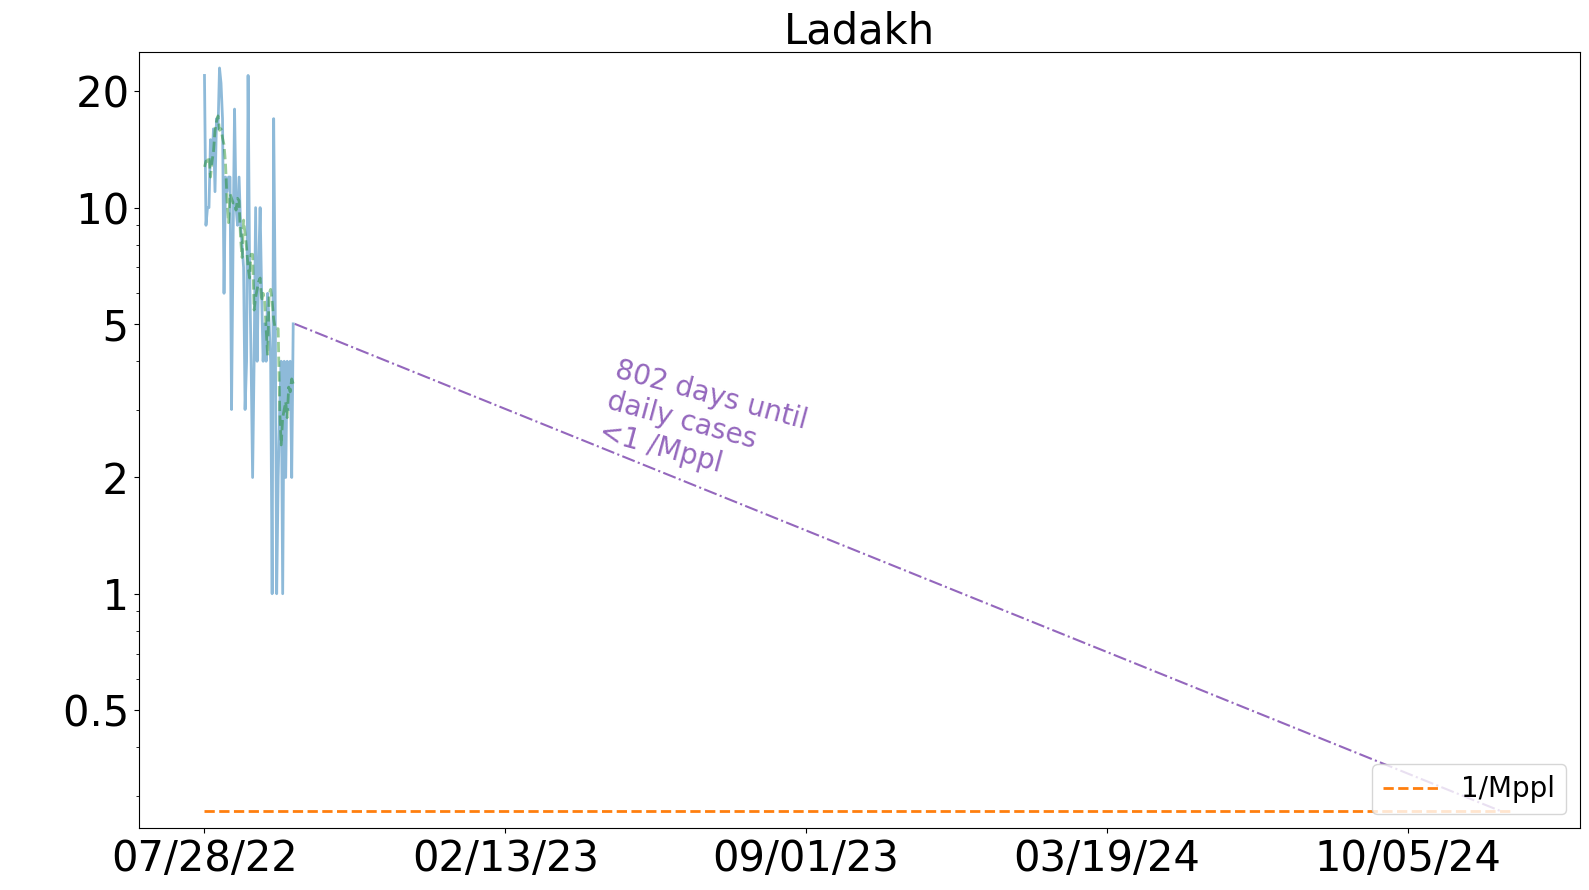 Ladakh
20
10
5
2
1
0.5
802 days until
daily cases
<1 /Mppl
1/Mppl
07/28/22 02/13/23 09/01/23 03/19/24 10/05/24